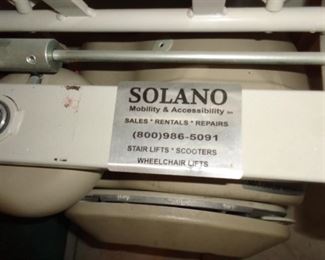 SOLANO
Mobility & Accessibility
SALES * RENTALS * REPAIRS
(800)986-5091
STAIR LIFTS * SCOOTERS
WHEELCHAIR LIFTS